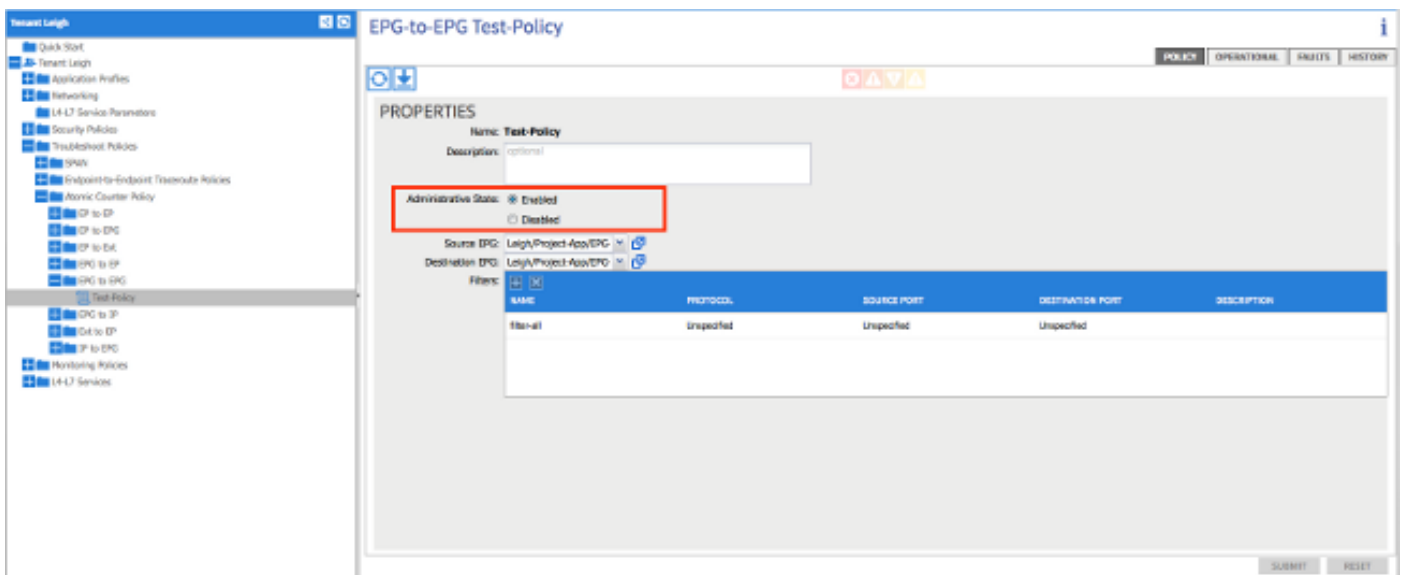 Tenant Leigh
Quick Start
Tenant Leigh
Application Profiles
Networking
L4-L7 Service Parameters
Security Policies
Troubleshoot Policies
SPAN
Endpoint-to-Endpoint Traceroute Policies
Atomic Counter Policy
EP to EP
EP to EPG
EP to Ext
EPG to EP
EPG to EPG
Test-Policy
EPG to IP
Ext to EP
IP to EPG
Monitoring Policies
L4-L7 Services
EPG-to-EPG Test-Policy
i
POLICY OPERATIONAL FAULTS HISTORY
PROPERTIES
Name: Test-Policy
Description: optional
Administrative State: Enabled
Disabled
Source EPG: Leigh/Project-App/EPG-
Destination EPG: Leigh/Project-App/EPG
Filters:
NAME PROTOCOL SOURCE PORT DESTINATION PORT DESCRIPTION
filter-all Unspecified Unspecified Unspecified
SUBMIT RESET